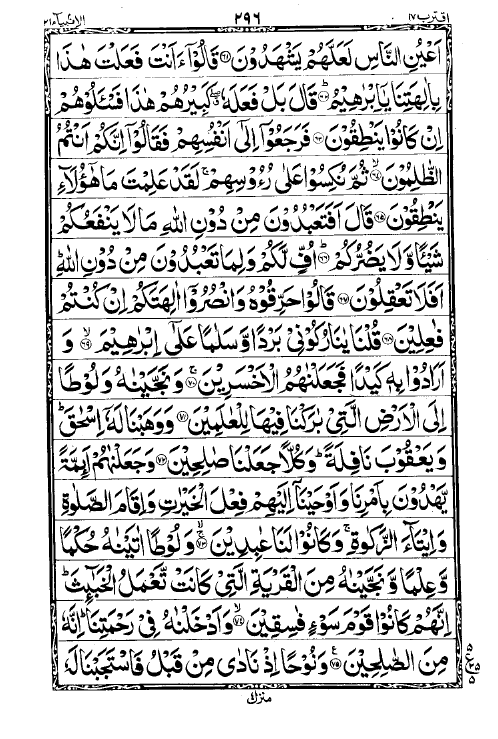 اقترب ١٧ ٢٩٦ الانبياء ٢١
اَعْيُنِ النَّاسِ لَعَلَّهُمْ يَشْهَدُوْنَ ۝٦١ قَالُوْٓا ءَاَنْتَ فَعَلْتَ هٰذَا
بِاٰلِهَتِنَا يٰٓاِبْرٰهِيْمُ ؕ۝٦٢ قَالَ بَلْ فَعَلَهٗ ۖۗ كَبِيْرُهُمْ هٰذَا فَسْـَٔلُوْهُمْ
اِنْ كَانُوْا يَنْطِقُوْنَ ۝٦٣ فَرَجَعُوْٓا اِلٰٓى اَنْفُسِهِمْ فَقَالُوْٓا اِنَّكُمْ اَنْتُمُ
الظّٰلِمُوْنَ ۙ۝٦٤ ثُمَّ نُكِسُوْا عَلٰى رُءُوْسِهِمْ ۚ لَقَدْ عَلِمْتَ مَا هٰٓؤُلَآءِ
يَنْطِقُوْنَ ۝٦٥ قَالَ اَفَتَعْبُدُوْنَ مِنْ دُوْنِ اللّٰهِ مَا لَا يَنْفَعُكُمْ
شَيْـًٔا وَّلَا يَضُرُّكُمْ ؕ۝٦٦ اُفٍّ لَّكُمْ وَلِمَا تَعْبُدُوْنَ مِنْ دُوْنِ اللّٰهِ ؕ
اَفَلَا تَعْقِلُوْنَ ۝٦٧ قَالُوْا حَرِّقُوْهُ وَانْصُرُوْٓا اٰلِهَتَكُمْ اِنْ كُنْتُمْ
فٰعِلِيْنَ ۝٦٨ قُلْنَا يٰنَارُ كُوْنِيْ بَرْدًا وَّسَلٰمًا عَلٰٓى اِبْرٰهِيْمَ ۙ۝٦٩ وَ
اَرَادُوْا بِهٖ كَيْدًا فَجَعَلْنٰهُمُ الْاَخْسَرِيْنَ ۚ۝٧٠ وَنَجَّيْنٰهُ وَلُوْطًا
اِلَى الْاَرْضِ الَّتِيْ بٰرَكْنَا فِيْهَا لِلْعٰلَمِيْنَ ۝٧١ وَوَهَبْنَا لَهٗٓ اِسْحٰقَ ؕ
وَيَعْقُوْبَ نَافِلَةً ؕ وَكُلًّا جَعَلْنَا صٰلِحِيْنَ ۝٧٢ وَجَعَلْنٰهُمْ اَئِمَّةً
يَّهْدُوْنَ بِاَمْرِنَا وَاَوْحَيْنَآ اِلَيْهِمْ فِعْلَ الْخَيْرٰتِ وَاِقَامَ الصَّلٰوةِ
وَاِيْتَآءَ الزَّكٰوةِ ۚ وَكَانُوْا لَنَا عٰبِدِيْنَ ۚۙ۝٧٣ وَلُوْطًا اٰتَيْنٰهُ حُكْمًا
وَّعِلْمًا وَّنَجَّيْنٰهُ مِنَ الْقَرْيَةِ الَّتِيْ كَانَتْ تَّعْمَلُ الْخَبٰٓئِثَ ؕ
اِنَّهُمْ كَانُوْا قَوْمَ سَوْءٍ فٰسِقِيْنَ ۙ۝٧٤ وَاَدْخَلْنٰهُ فِيْ رَحْمَتِنَا ؕ اِنَّهٗ
مِنَ الصّٰلِحِيْنَ ۝٧٥ وَنُوْحًا اِذْ نَادٰى مِنْ قَبْلُ فَاسْتَجَبْنَا لَهٗ
منزل